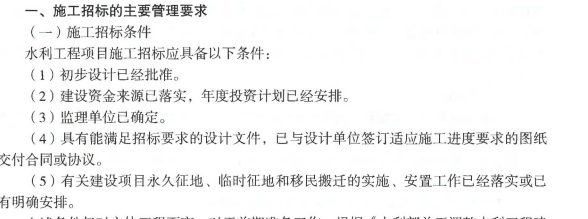 一、施工招标的主要管理要求
（一）施工招标条件
水利工程项目施工招标应具备以下条件：
（1）初步设计已经批准。
（2）建设资金来源已落实，年度投资计划已经安排。
（3）监理单位已确定。
（4）具有能满足招标要求的设计文件，已与设计单位签订适应施工进度要求的图纸
交付合同或协议。
（5）有关建设项目永久征地、临时征地和移民搬迁的实施、安置工作已经落实或已
有明确安排。